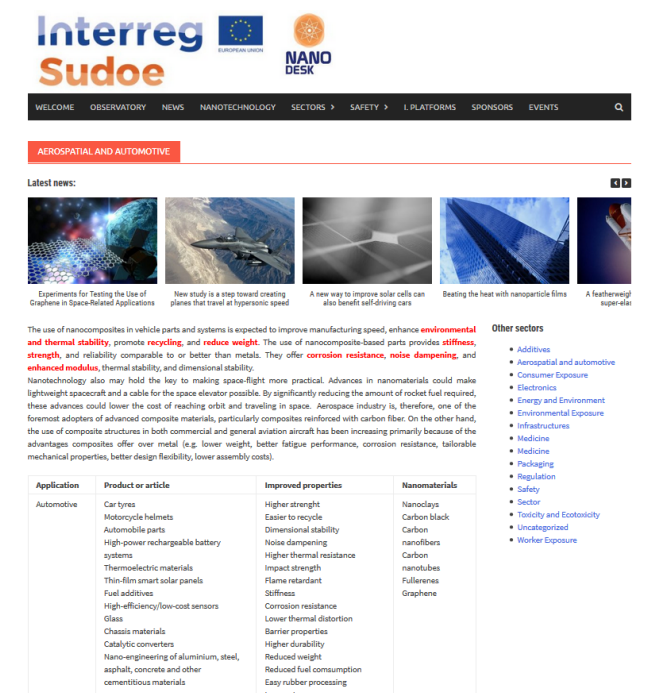 Interreg
Sudoe
EUROPEAN UNION
NANO
DESK
WELCOME OBSERVATORY NEWS NANOTECHNOLOGY SECTORS SAFETY I. PLATFORMS SPONSORS EVENTS
AEROSPATIAL AND AUTOMOTIVE
Latest news:
Experiments for Testing the Use of
Graphene in Space-Related Applications
New study is a step toward creating
planes that travel at hypersonic speed
A new way to improve solar cells can
also benefit self-driving cars
Beating the heat with nanoparticle films
A featherweigh
super-elas
The use of nanocomposites in vehicle parts and systems is expected to improve manufacturing speed, enhance environmental
and thermal stability, promote recycling, and reduce weight. The use of nanocomposite-based parts provides stiffness,
strength, and reliability comparable to or better than metals. They offer corrosion resistance, noise dampening, and
enhanced modulus, thermal stability, and dimensional stability.
Nanotechnology also may hold the key to making space-flight more practical. Advances in nanomaterials could make
lightweight spacecraft and a cable for the space elevator possible. By significantly reducing the amount of rocket fuel required,
these advances could lower the cost of reaching orbit and traveling in space. Aerospace industry is, therefore, one of the
foremost adopters of advanced composite materials, particularly composites reinforced with carbon fiber. On the other hand,
the use of composite structures in both commercial and general aviation aircraft has been increasing primarily because of the
advantages composites offer over metal (e.g. lower weight, better fatigue performance, corrosion resistance, tailorable
mechanical properties, better design flexibility, lower assembly costs).
Other sectors
Additives
Aerospatial and automotive
Consumer Exposure
Electronics
Energy and Environment
Environmental Exposure
Infrastructures
Medicine
Medicine
Packaging
Regulation
Safety
Sector
Toxicity and Ecotoxicity
Uncategorized
Worker Exposure
Application Product or article Improved properties Nanomaterials
Automotive Car tyres Higher strenght Nanoclays
Motorcycle helmets Easier to recycle Carbon black
Automobile parts Dimensional stability Carbon
High-power rechargeable battery Noise dampening nanofibers
systems Higher thermal resistance Carbon
Thermoelectric materials Impact strength nanotubes
Thin-film smart solar panels Flame retardant Fullerenes
Fuel additives Stiffness Graphene
High-efficiency/low-cost sensors Corrosion resistance
Glass Lower thermal distortion
Chassis materials Barrier properties
Catalytic converters Higher durability
Nano-engineering of aluminium, steel, Reduced weight
asphalt, concrete and other Reduced fuel comsumption
cementitious materials Easy rubber processing